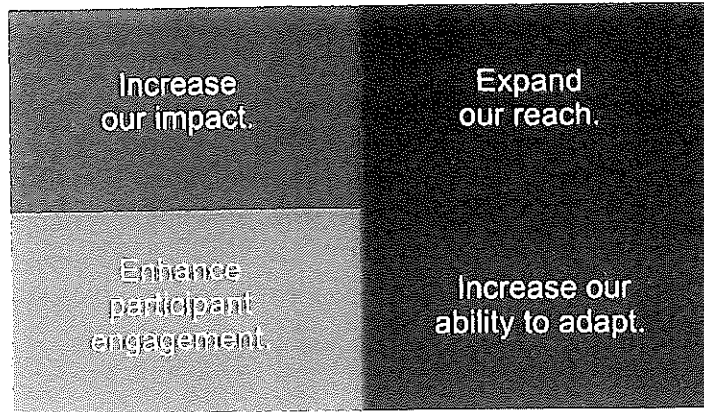 Increase
our impact.
Expand
our reach.
Enhance
participant
engagement.
Increase our
ability to adapt.